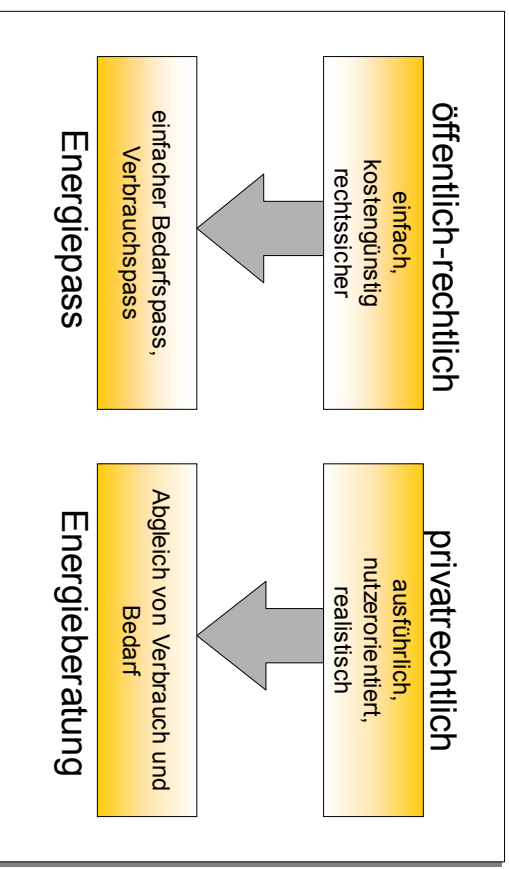 öffentlich-rechtlich
einfach,
kostengünstig
rechtssicher
einfacher Bedarfspass,
Verbrauchspass
Energiepass
privatrechtlich
ausführlich,
nutzerorientiert,
realistisch
Abgleich von Verbrauch und
Bedarf
Energieberatung